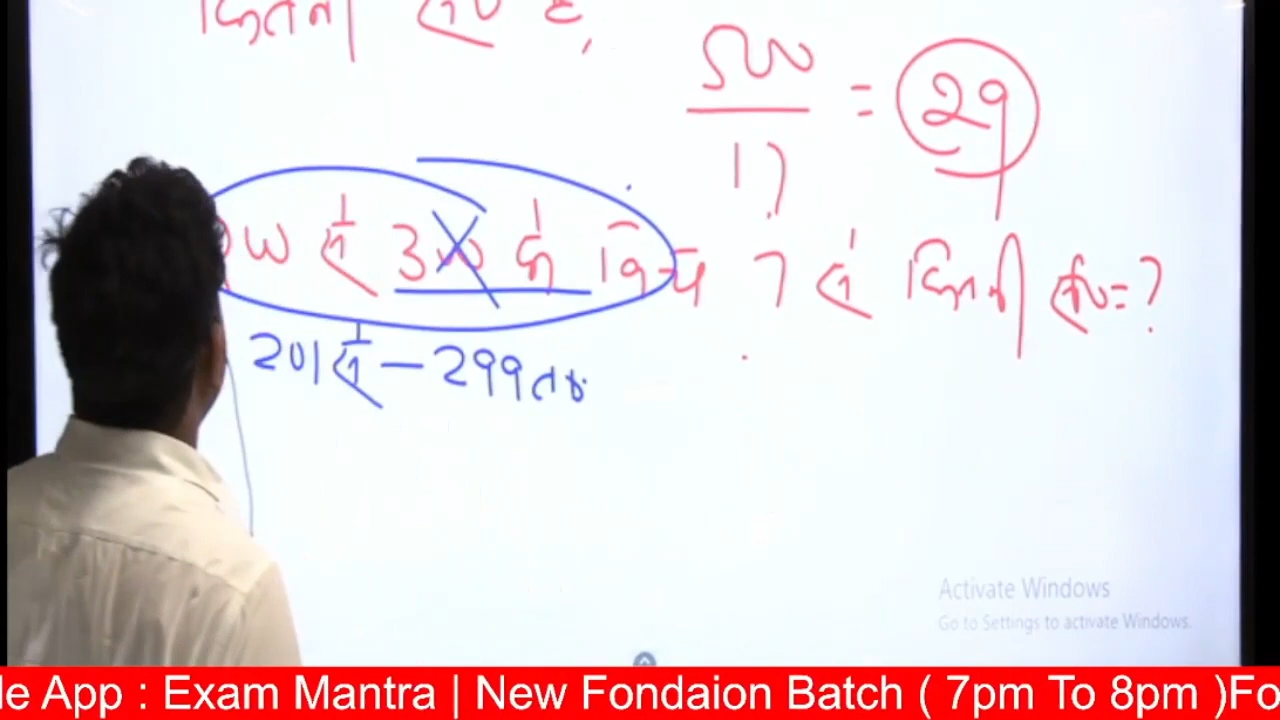 कितनी संख्या है,
500
/17 = 29
00 से 300 के बीच 7 से कितनी संख्या = ?
201 से - 299 तक
Activate Windows
Go to Settings to activate Windows.
le App : Exam Mantra | New Fondaion Batch ( 7pm To 8pm )Fo